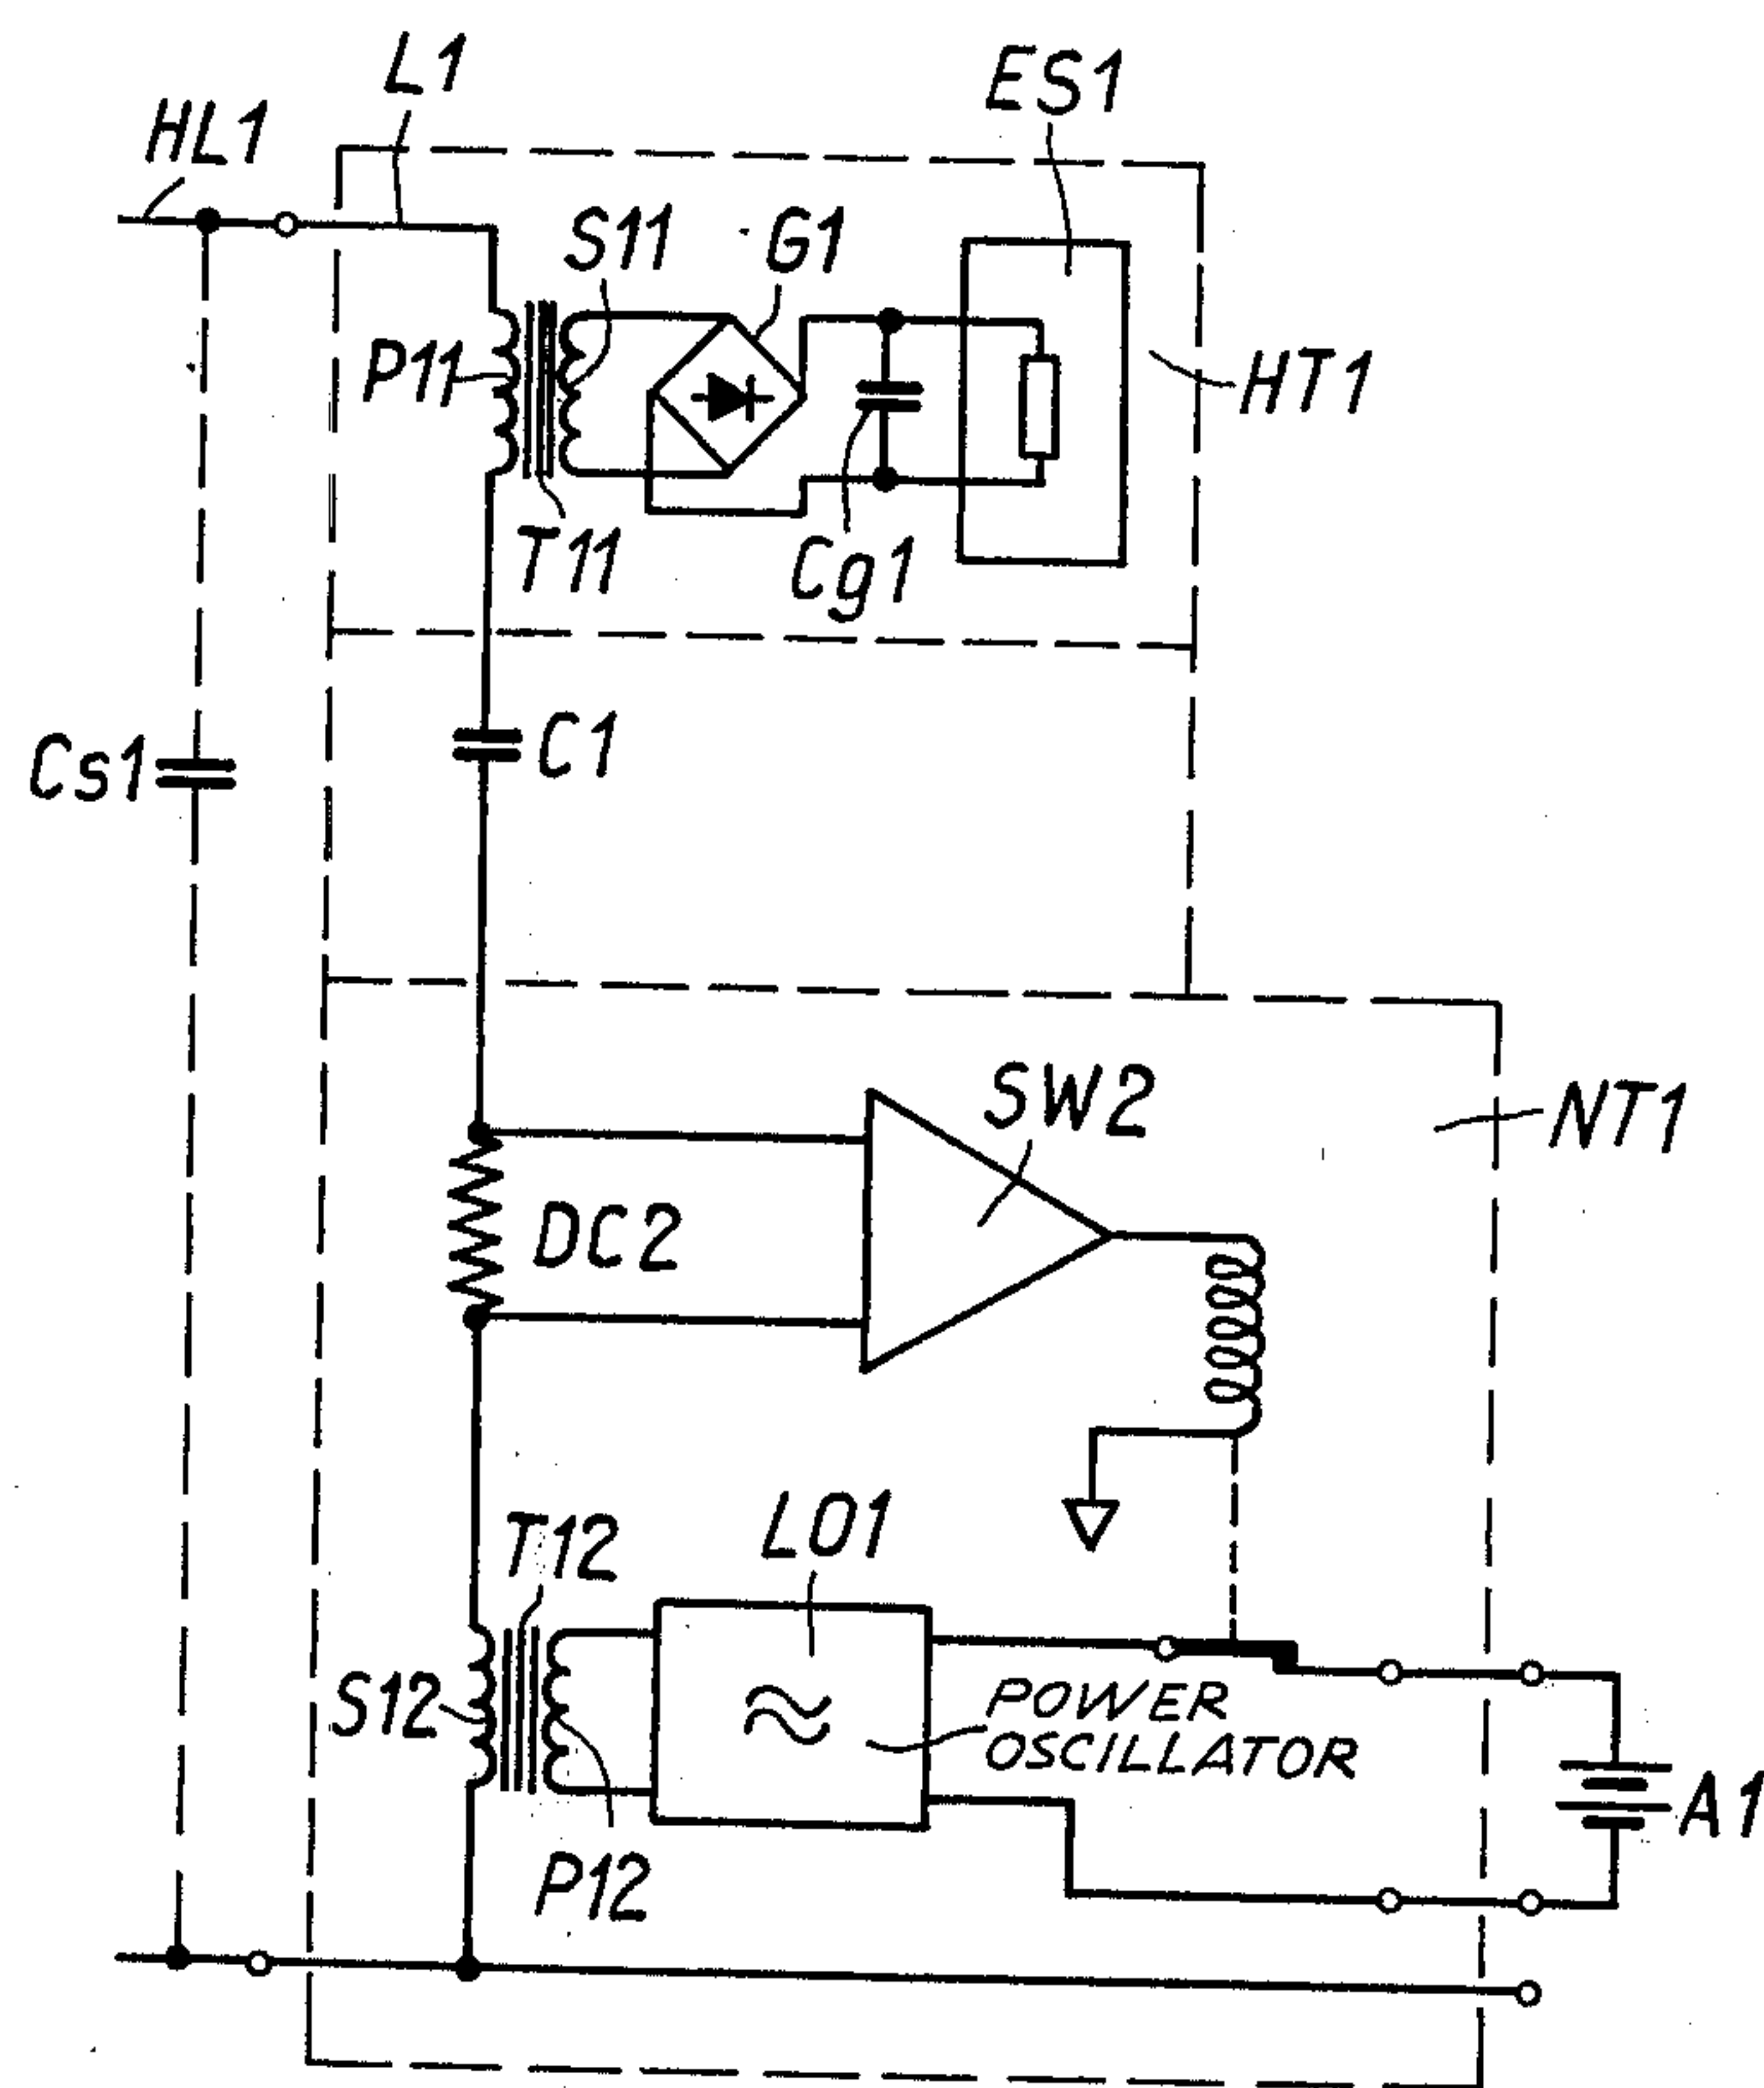 L1
ES1
HL1
S11
G1
P11
HT1
T11
Cg1
Cs1
C1
SW2
NT1
DC2
T12
LO1
S12
POWER
OSCILLATOR
A1
P12